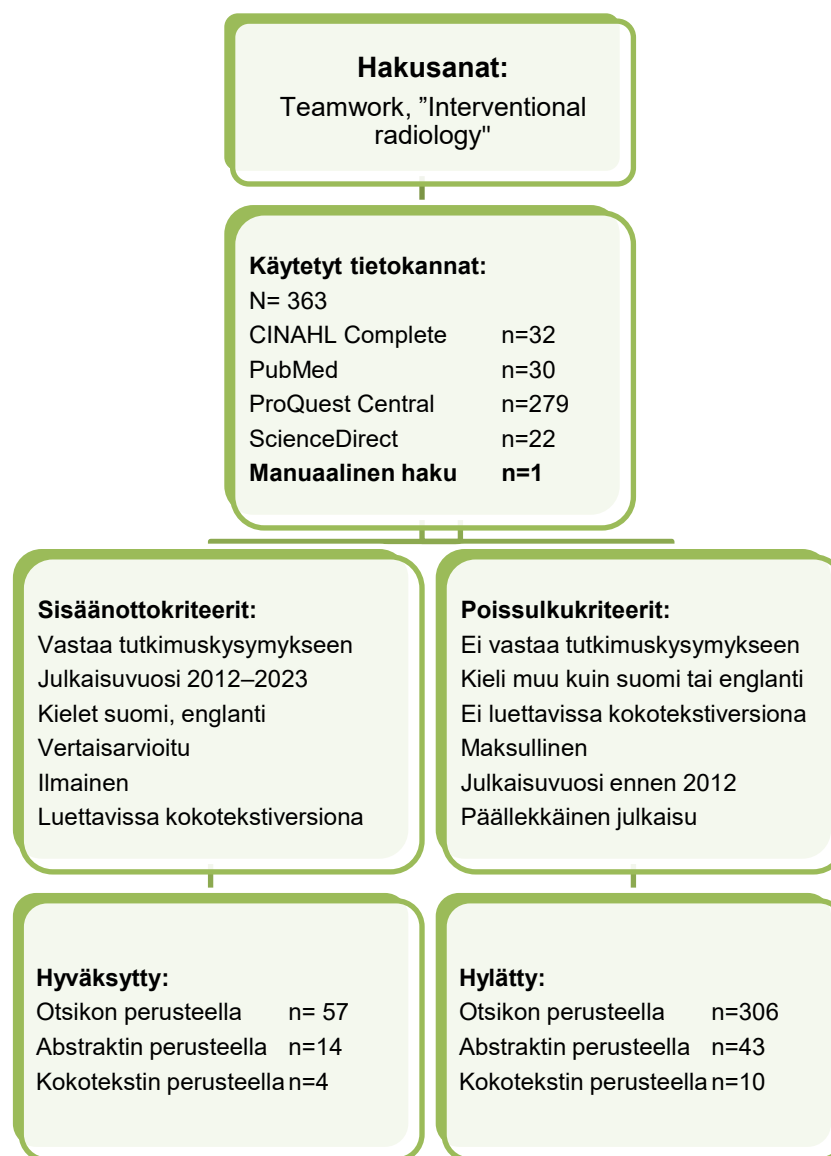 Hakusanat:
Teamwork, ”Interventional
radiology"
Käytetyt tietokannat:
N= 363
CINAHL Complete n=32
PubMed n=30
ProQuest Central n=279
ScienceDirect n=22
Manuaalinen haku n=1
Sisäänottokriteerit:
Vastaa tutkimuskysymykseen
Julkaisuvuosi 2012–2023
Kielet suomi, englanti
Vertaisarvioitu
Ilmainen
Luettavissa kokotekstiversiona
Poissulkukriteerit:
Ei vastaa tutkimuskysymykseen
Kieli muu kuin suomi tai englanti
Ei luettavissa kokotekstiversiona
Maksullinen
Julkaisuvuosi ennen 2012
Päällekkäinen julkaisu
Hyväksytty:
Otsikon perusteella n= 57
Abstraktin perusteella n=14
Kokotekstin perusteella n=4
Hylätty:
Otsikon perusteella n=306
Abstraktin perusteella n=43
Kokotekstin perusteella n=10